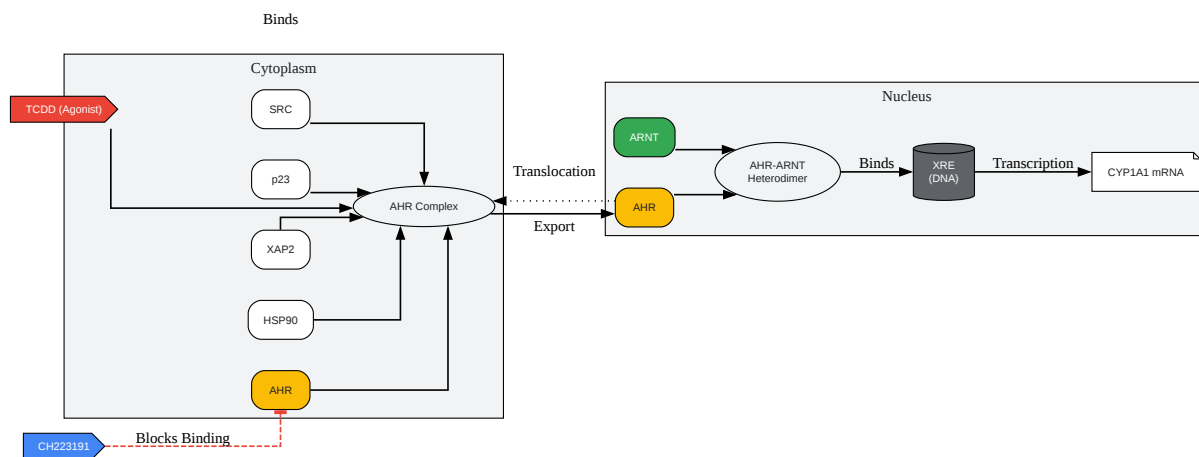 Binds
Cytoplasm
TCDD (Agonist)
SRC
p23
AHR Complex
XAP2
HSP90
AHR
CH223191
Blocks Binding
Translocation
Export
Nucleus
ARNT
AHR
AHR-ARNT
Heterodimer
Binds
XRE
(DNA)
Transcription
CYP1A1 mRNA